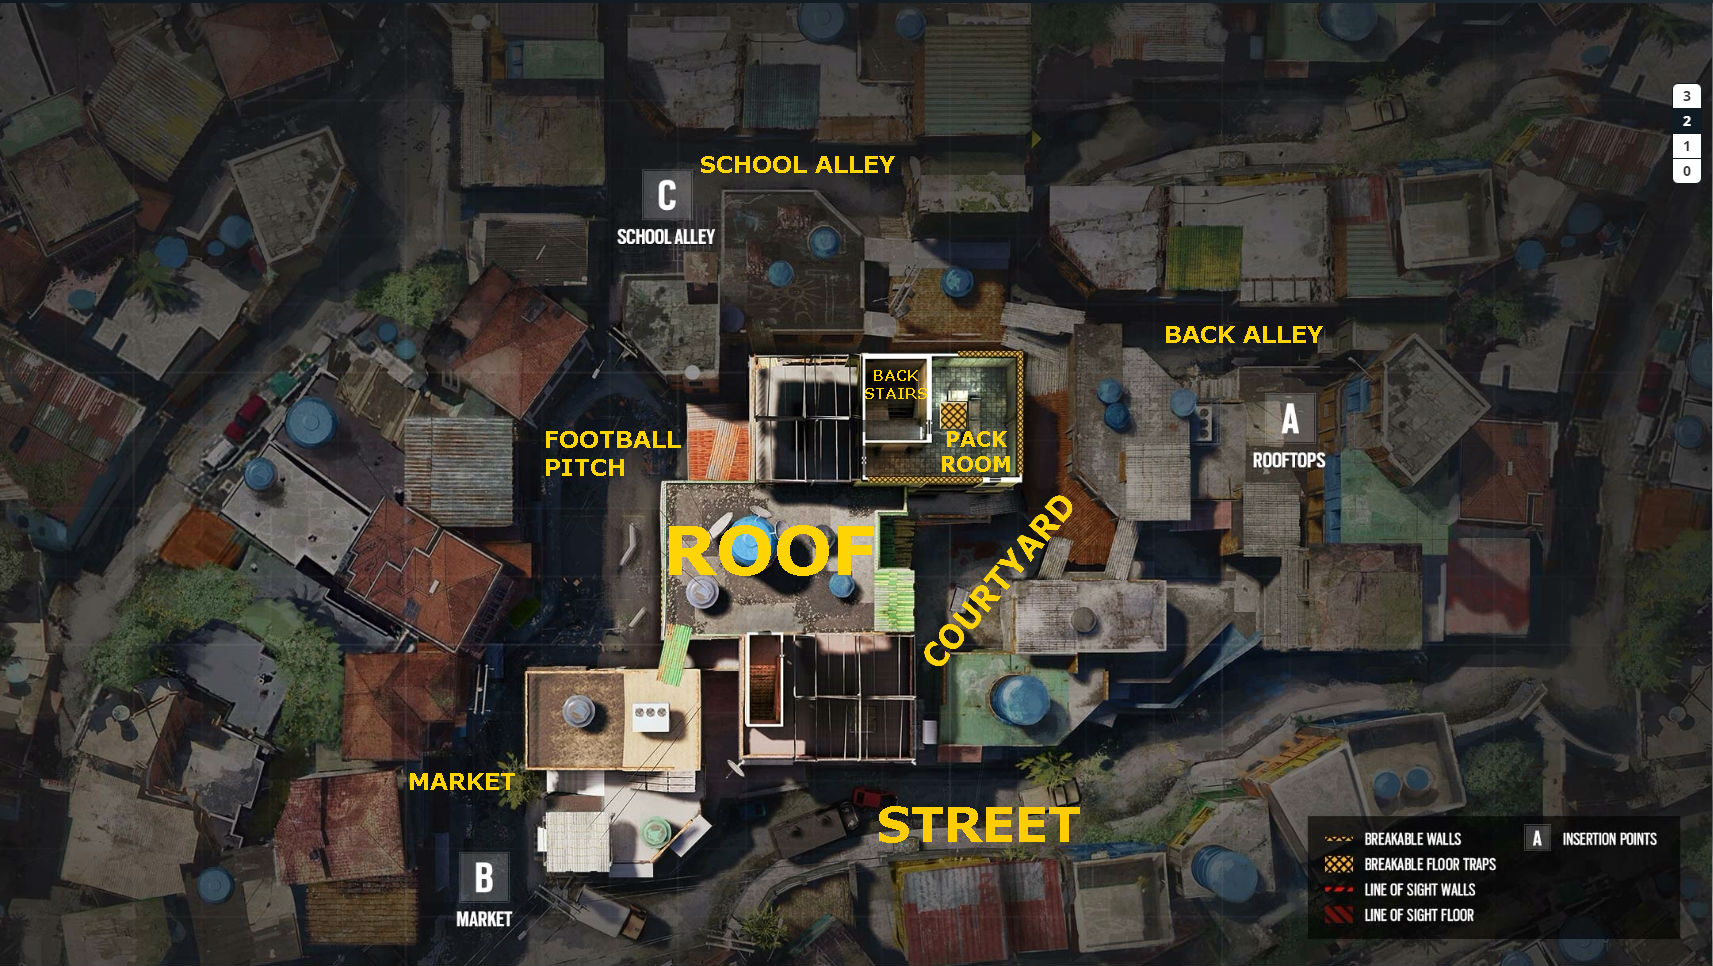 3
2
1
0
SCHOOL ALLEY
C
SCHOOL ALLEY
BACK ALLEY
BACK
STAIRS
A
ROOFTOPS
FOOTBALL
PITCH
PACK
ROOM
ROOF
COURTYARD
MARKET
STREET
B
MARKET
BREAKABLE WALLS
A INSERTION POINTS
BREAKABLE FLOOR TRAPS
LINE OF SIGHT WALLS
LINE OF SIGHT FLOOR